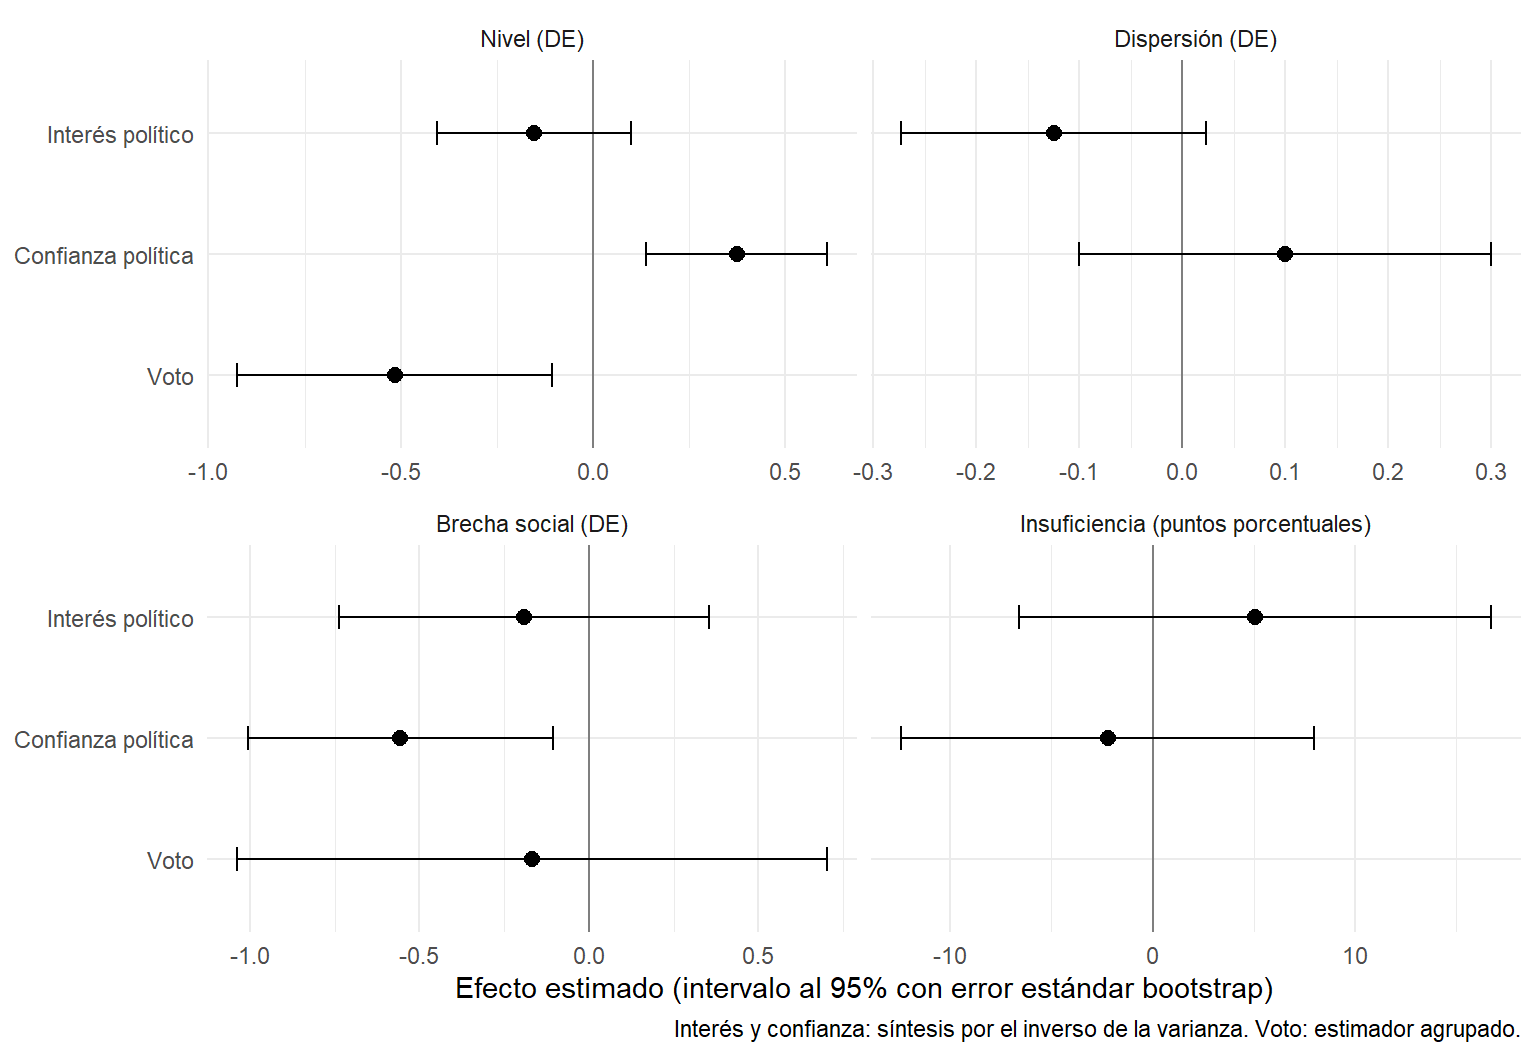 Nivel (DE)
Dispersión (DE)
Interés político
Confianza política
Voto
-1.0 -0.5 0.0 0.5
-0.3 -0.2 -0.1 0.0 0.1 0.2 0.3
Brecha social (DE)
Insuficiencia (puntos porcentuales)
Interés político
Confianza política
Voto
-1.0 -0.5 0.0 0.5
-10 0 10
Efecto estimado (intervalo al 95% con error estándar bootstrap)
Interés y confianza: síntesis por el inverso de la varianza. Voto: estimador agrupado.